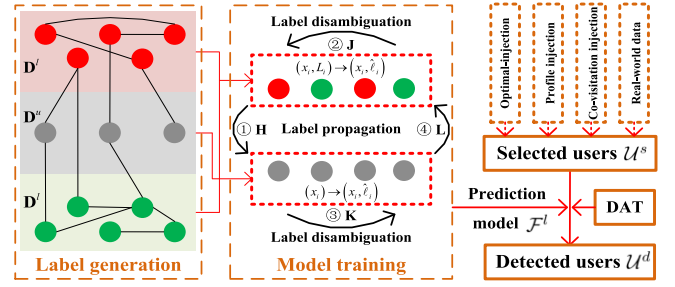 D^l
D^u
D^l
Label generation
Label disambiguation
② J
(x_i, L_i) → (x_i, ℓ̂_i)
① H
Label propagation
④ L
(x_i) → (x_i, ℓ̂_i)
③ K
Label disambiguation
Model training
Optimal-injection
Profile injection
Co-visitation injection
Real-world data
Selected users 𝒰^s
Prediction
model ℱ^l
DAT
Detected users 𝒰^d